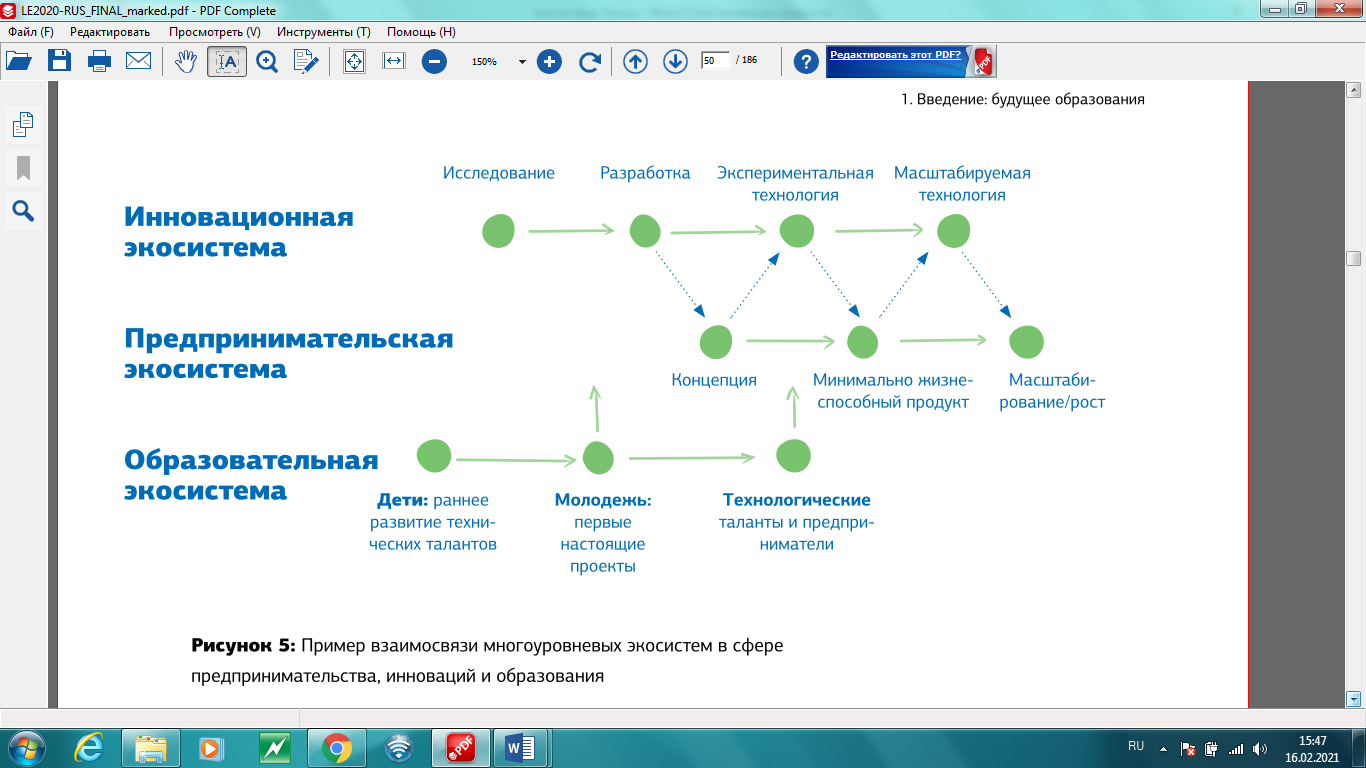 LE2020-RUS_FINAL_marked.pdf - PDF Complete
Файл (F) Редактировать Просмотреть (V) Инструменты (T) Помощь (H)
150% 50 / 186 Редактировать этот PDF?
1. Введение: будущее образования
Исследование Разработка Экспериментальная Масштабируемая
технология технология
Инновационная
экосистема
Предпринимательская
экосистема
Концепция Минимально жизне- Масштаби-
способный продукт рование/рост
Образовательная
экосистема
Дети: раннее Молодежь: Технологические
развитие техни- первые таланты и предпри-
ческих талантов настоящие ниматели
проекты
Рисунок 5: Пример взаимосвязи многоуровневых экосистем в сфере
предпринимательства, инноваций и образования
RU 15:47
16.02.2021